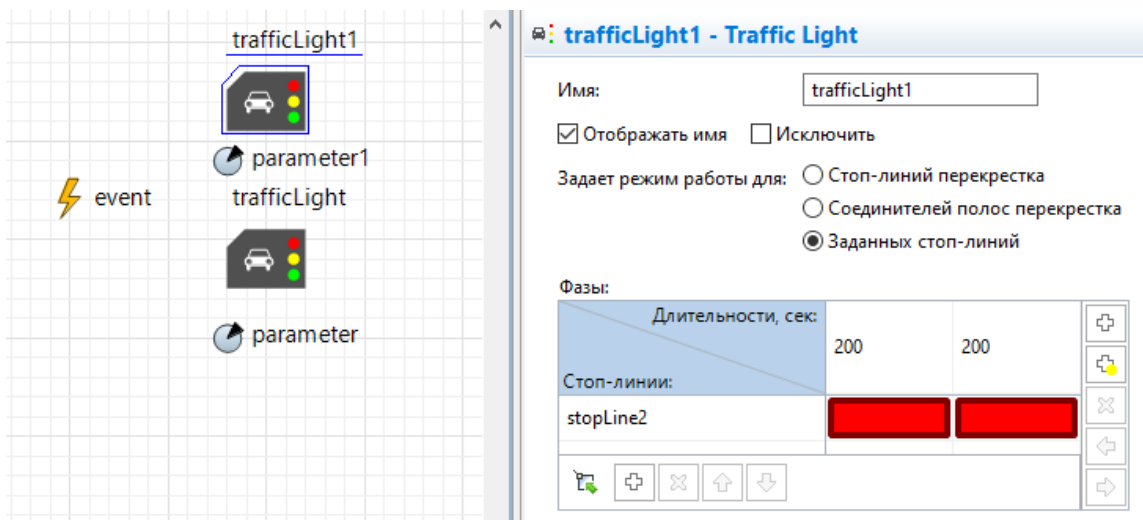 trafficLight1
parameter1
event
trafficLight
parameter
trafficLight1 - Traffic Light
Имя:
trafficLight1
Отображать имя
Исключить
Задает режим работы для:
Стоп-линий перекрестка
Соединителей полос перекрестка
Заданных стоп-линий
Фазы:
Длительности, сек:
200
200
Стоп-линии:
stopLine2